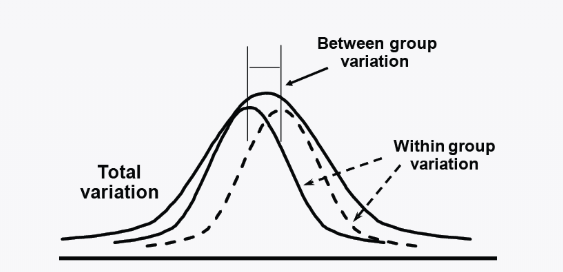 Between group
variation
Within group
variation
Total
variation